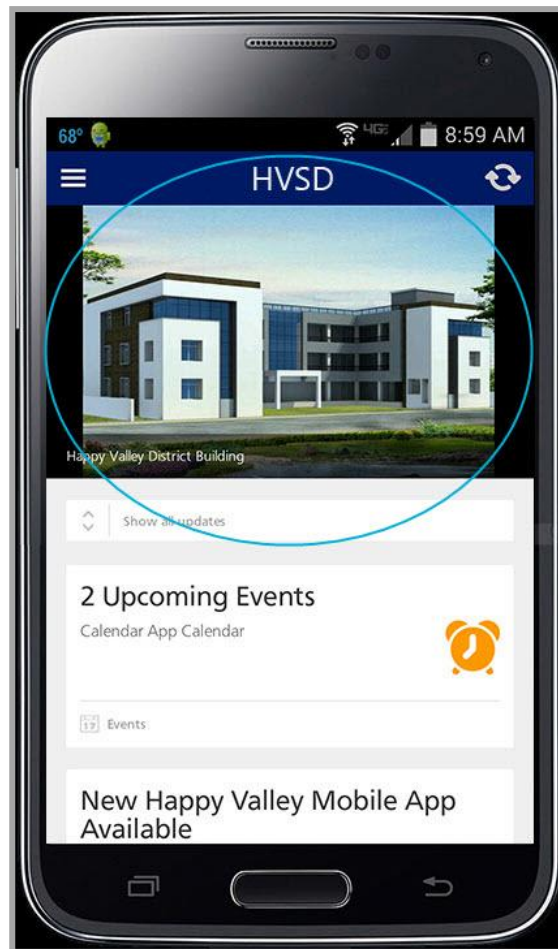 68° 4G 8:59 AM
HVSD
Happy Valley District Building
Show all updates
2 Upcoming Events
Calendar App Calendar
17 Events
New Happy Valley Mobile App
Available